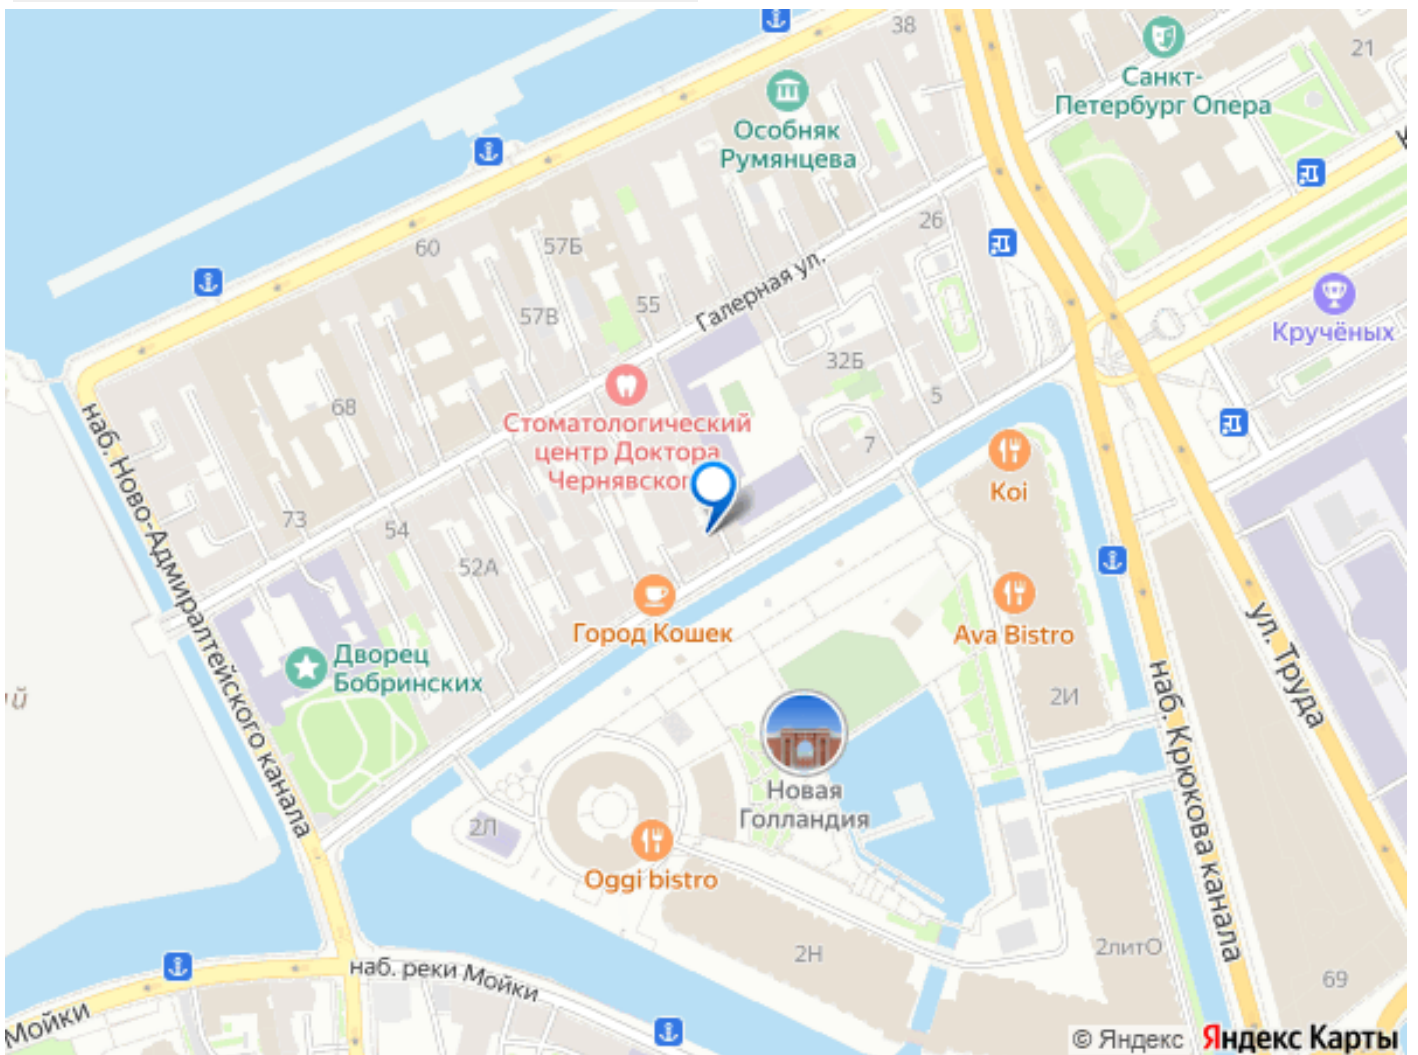 38
21
Санкт-
Петербург Опера
Особняк
Румянцева
26
60
57Б
Галерная ул.
55
57В
Кручёных
32Б
5
68
Стоматологический
центр Доктора
Чернявског
7
Koi
наб. Ново-Адмиралтейского канала
73
54
52А
Город Кошек
Ava Bistro
ул. Труда
Дворец
Бобринских
ий
2И
наб. Крюкова канала
Новая
Голландия
2Л
Oggi bistro
2Н
2литО
69
наб. реки Мойки
Мойки
© Яндекс Яндекс Карты